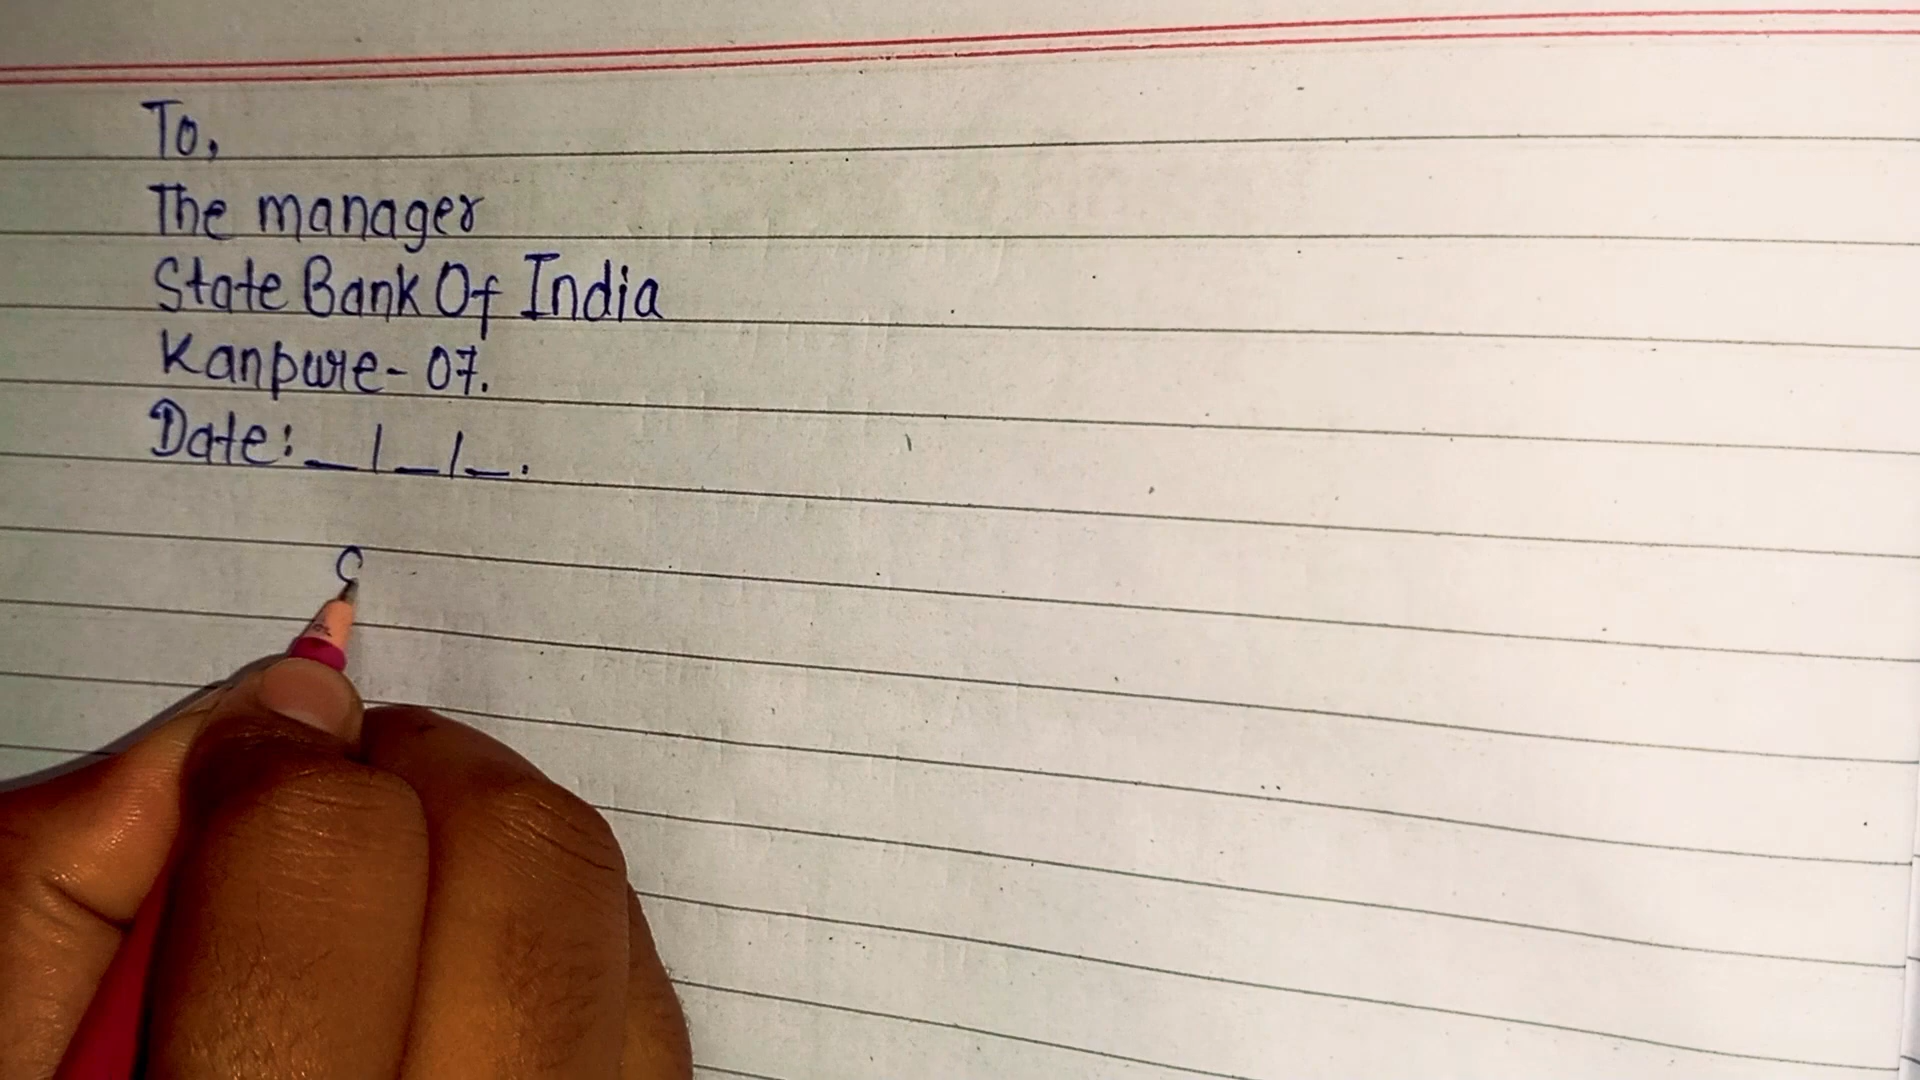 To,
The manager
State Bank Of India
Kanpure- 07.
Date: _/_/_.